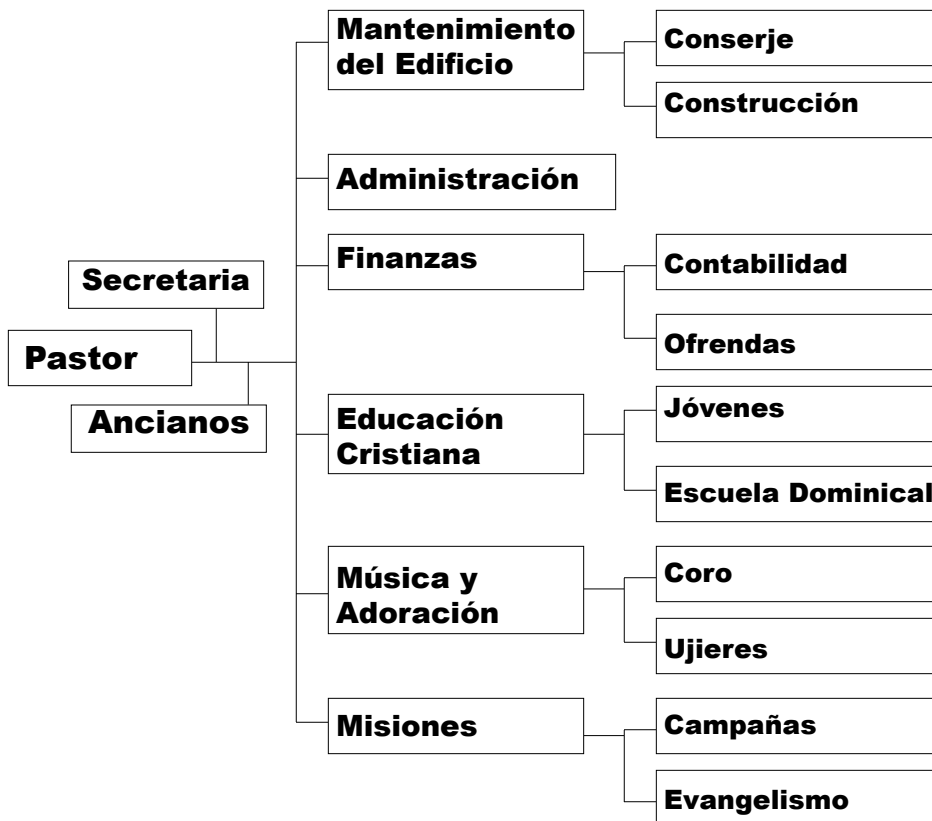 Mantenimiento
del Edificio
Conserje
Construcción
Administración
Finanzas
Contabilidad
Ofrendas
Secretaria
Pastor
Ancianos
Educación
Cristiana
Jóvenes
Escuela Dominical
Música y
Adoración
Coro
Ujieres
Misiones
Campañas
Evangelismo